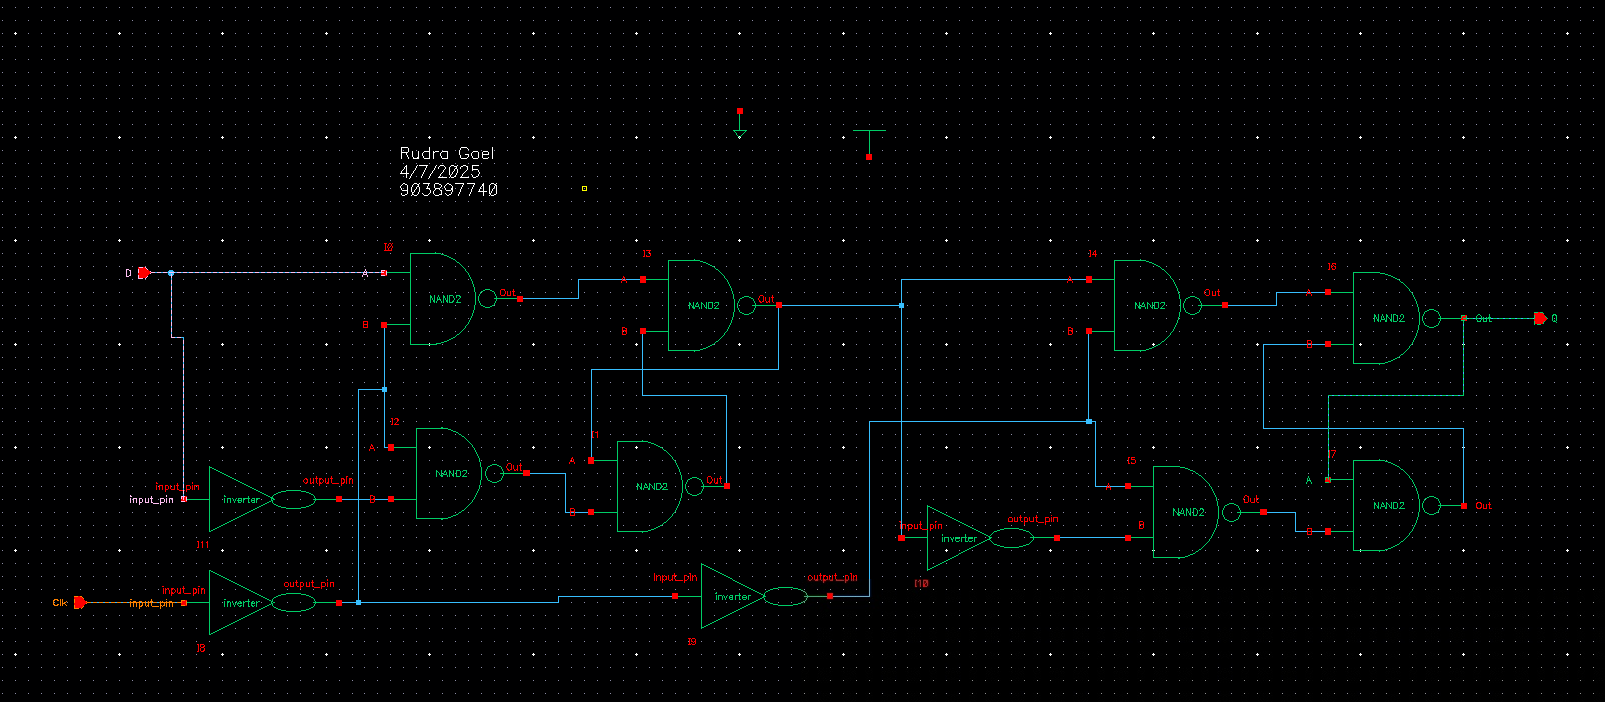 Rudra Goel
4/7/2025
903897740
I0
I3
I4
I6
D
A
NAND2
Out
B
A
NAND2
Out
B
A
NAND2
Out
B
A
NAND2
Out
B
Q
I2
A
NAND2
Out
B
I1
A
NAND2
Out
B
I5
A
NAND2
Out
B
I7
A
NAND2
Out
input_pin
input_pin
inverter
output_pin
I11
input_pin
inverter
output_pin
I10
Clk
input_pin
input_pin
inverter
output_pin
I8
input_pin
inverter
output_pin
I9